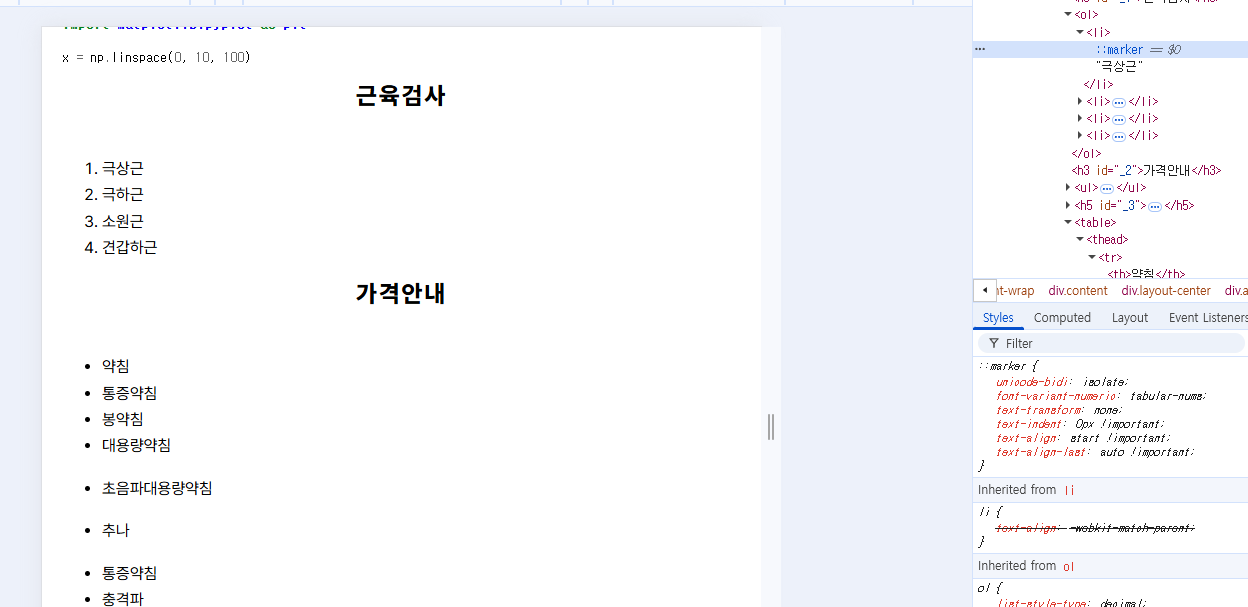 import matplotlib.pyplot as plt
x = np.linspace(0, 10, 100)
근육검사
1. 극상근
2. 극하근
3. 소원근
4. 견갑하근
가격안내
• 약침
• 통증약침
• 봉약침
• 대용량약침
• 초음파대용량약침
• 추나
• 통증약침
• 충격파
<ol>
<li>
··· ::marker == $0
"극상근"
</li>
<li>…</li>
<li>…</li>
<li>…</li>
</ol>
<h3 id="_2">가격안내</h3>
<ul>…</ul>
<h5 id="_3">…</h5>
<table>
<thead>
<tr>
<th>약침</th>
nt-wrap div.content div.layout-center div.a
Styles Computed Layout Event Listeners
Filter
::marker {
unicode-bidi: isolate;
font-variant-numeric: tabular-nums;
text-transform: none;
text-indent: 0px !important;
text-align: start !important;
text-align-last: auto !important;
}
Inherited from li
li {
text-align: -webkit-match-parent;
}
Inherited from ol
ol {
list-style-type: decimal;